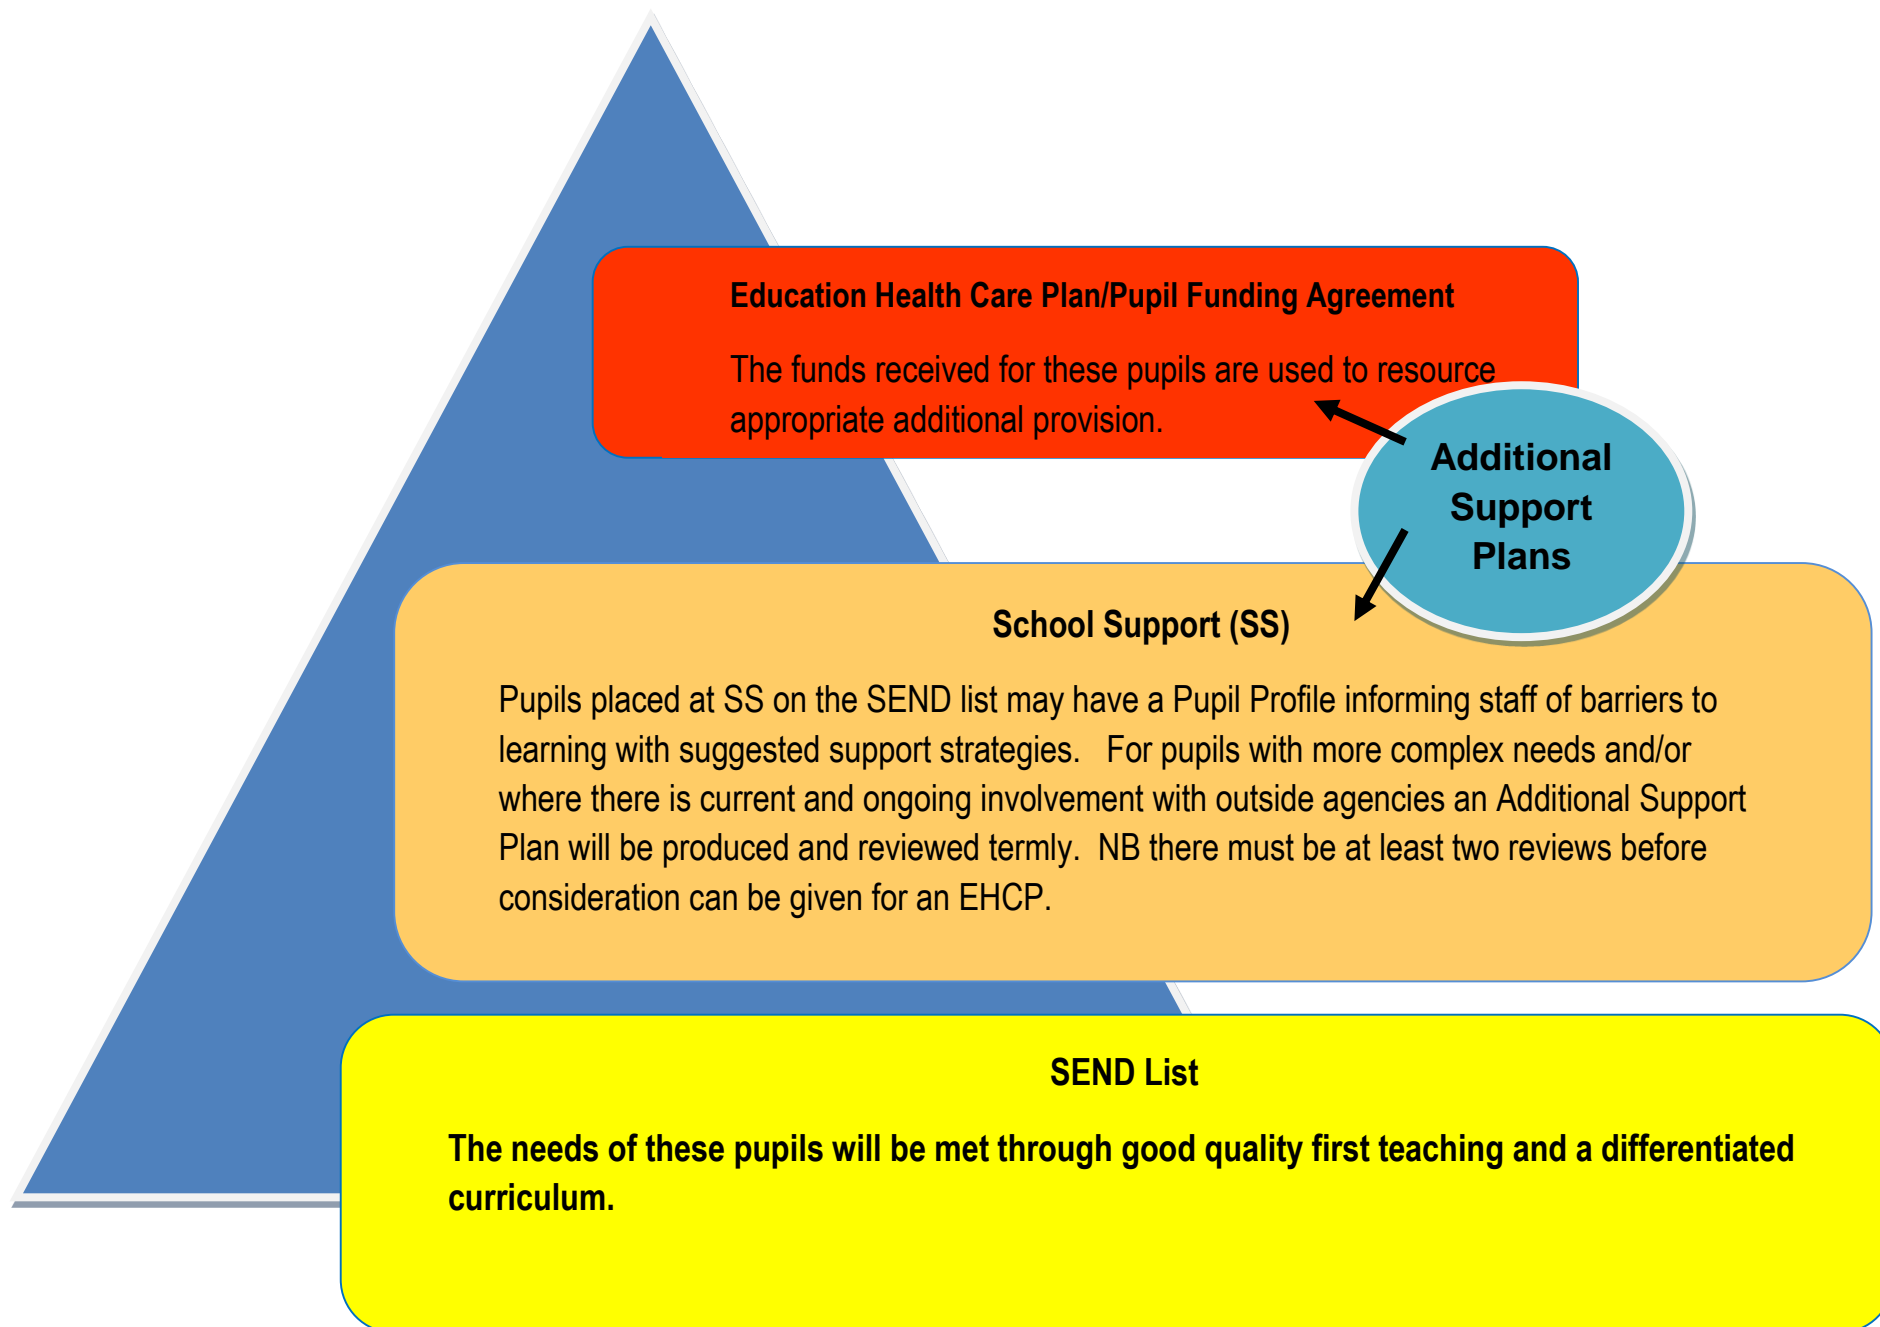 Education Health Care Plan/Pupil Funding Agreement
The funds received for these pupils are used to resource
appropriate additional provision.
Additional
Support
Plans
School Support (SS)
Pupils placed at SS on the SEND list may have a Pupil Profile informing staff of barriers to
learning with suggested support strategies.   For pupils with more complex needs and/or
where there is current and ongoing involvement with outside agencies an Additional Support
Plan will be produced and reviewed termly.  NB there must be at least two reviews before
consideration can be given for an EHCP.
SEND List
The needs of these pupils will be met through good quality first teaching and a differentiated
curriculum.